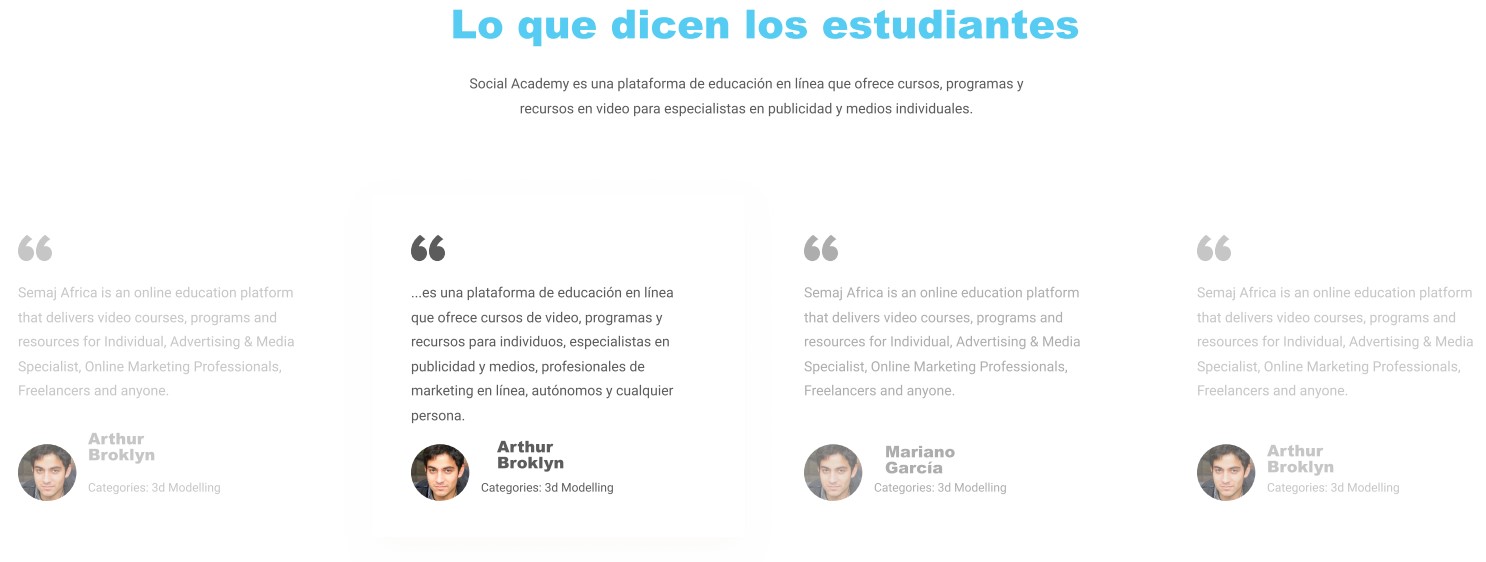 Lo que dicen los estudiantes
Social Academy es una plataforma de educación en línea que ofrece cursos, programas y
recursos en video para especialistas en publicidad y medios individuales.
Semaj Africa is an online education platform
that delivers video courses, programs and
resources for Individual, Advertising & Media
Specialist, Online Marketing Professionals,
Freelancers and anyone.
Arthur
Broklyn
Categories: 3d Modelling
...es una plataforma de educación en línea
que ofrece cursos de video, programas y
recursos para individuos, especialistas en
publicidad y medios, profesionales de
marketing en línea, autónomos y cualquier
persona.
Arthur
Broklyn
Categories: 3d Modelling
Semaj Africa is an online education platform
that delivers video courses, programs and
resources for Individual, Advertising & Media
Specialist, Online Marketing Professionals,
Freelancers and anyone.
Mariano
García
Categories: 3d Modelling
Semaj Africa is an online education platform
that delivers video courses, programs and
resources for Individual, Advertising & Media
Specialist, Online Marketing Professionals,
Freelancers and anyone.
Arthur
Broklyn
Categories: 3d Modelling